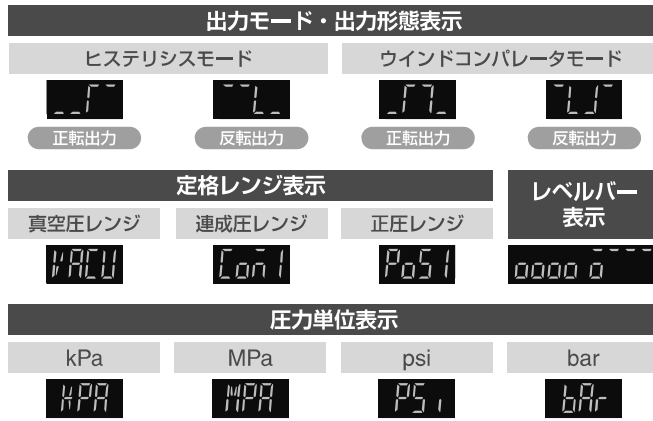 出力モード・出力形態表示
ヒステリシスモード
ウインドコンパレータモード
正転出力
反転出力
正転出力
反転出力
定格レンジ表示
レベルバー
表示
真空圧レンジ
連成圧レンジ
正圧レンジ
VACU
ComP
PoSI
圧力単位表示
kPa
MPa
psi
bar
KPA
MPA
PSi
bAr